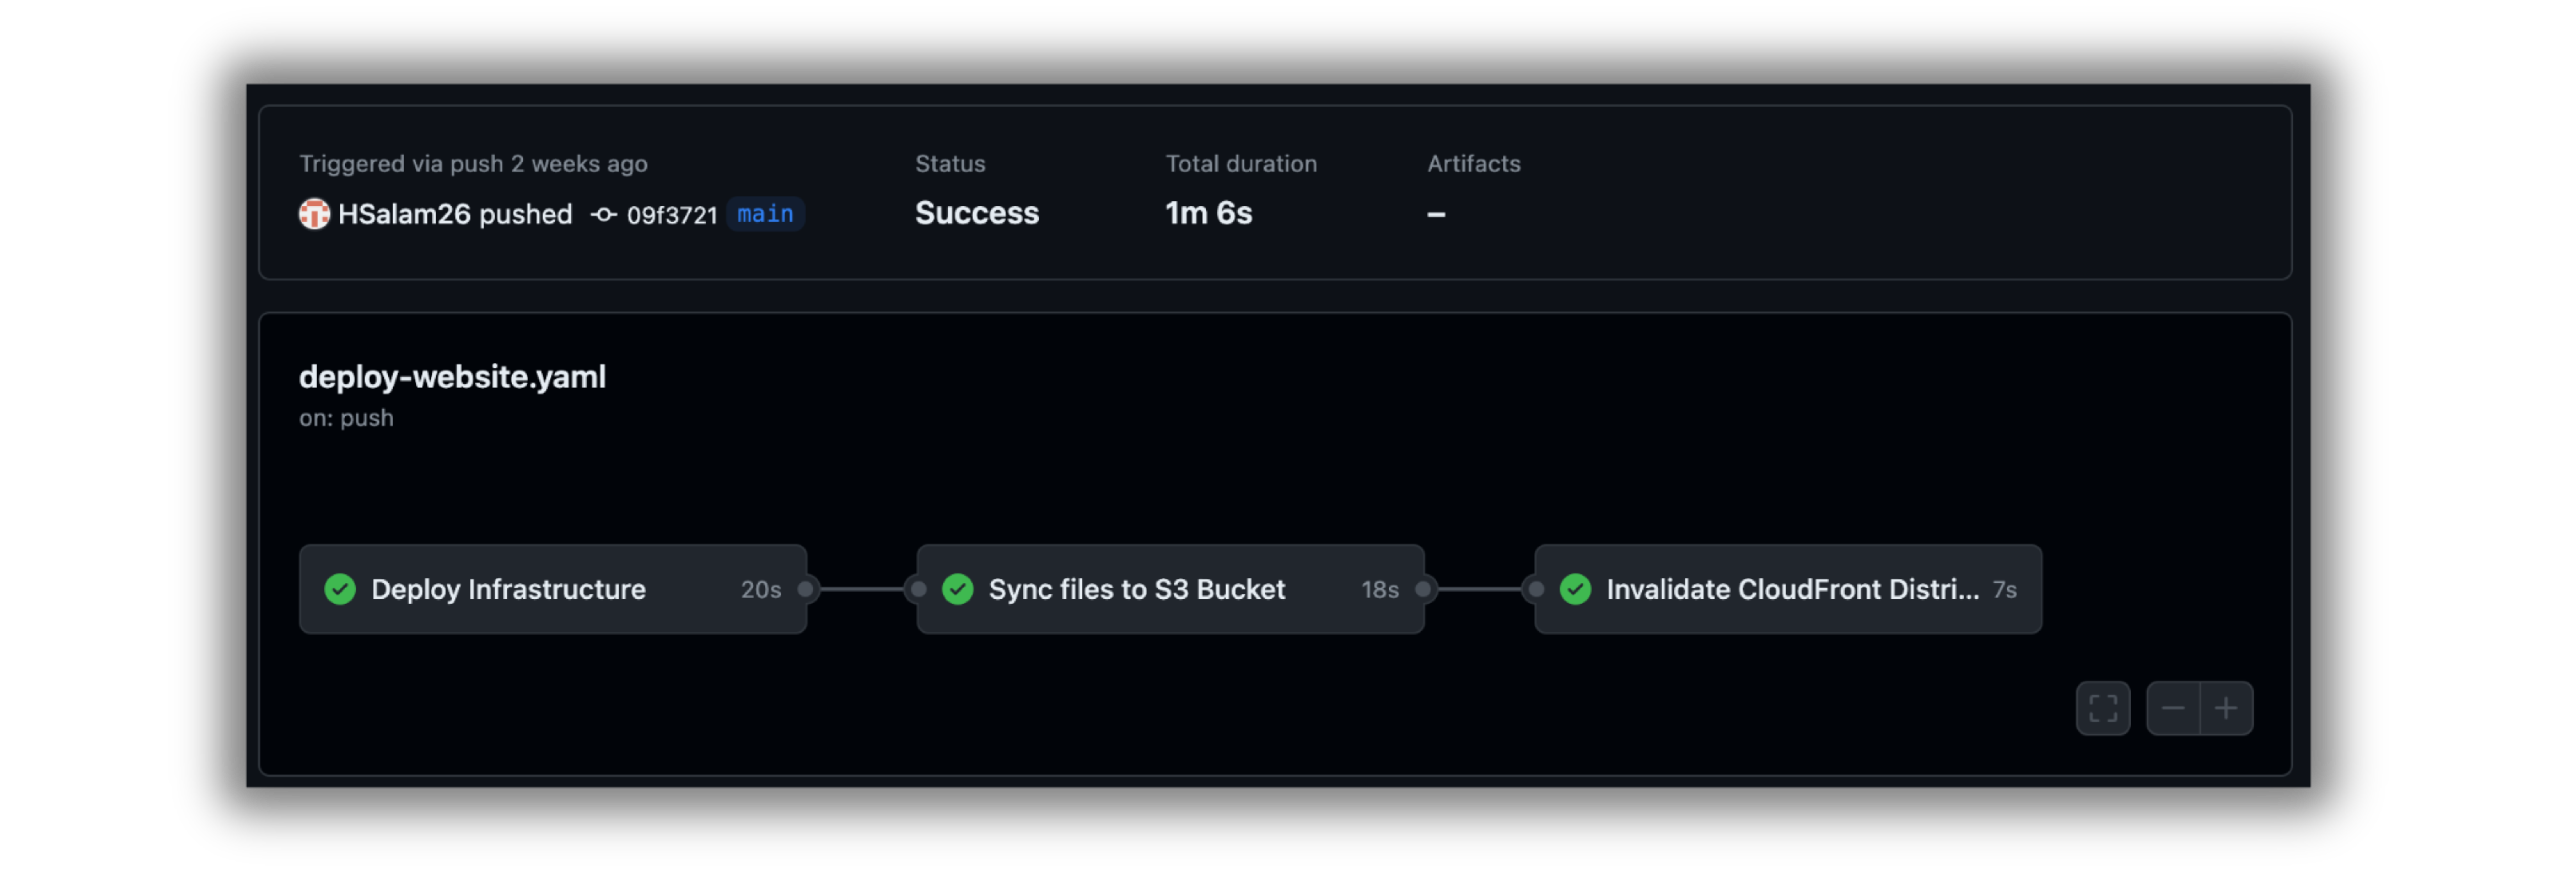 Triggered via push 2 weeks ago
HSalam26 pushed 09f3721 main
Status
Success
Total duration
1m 6s
Artifacts
–
deploy-website.yaml
on: push
Deploy Infrastructure 20s
Sync files to S3 Bucket 18s
Invalidate CloudFront Distri... 7s